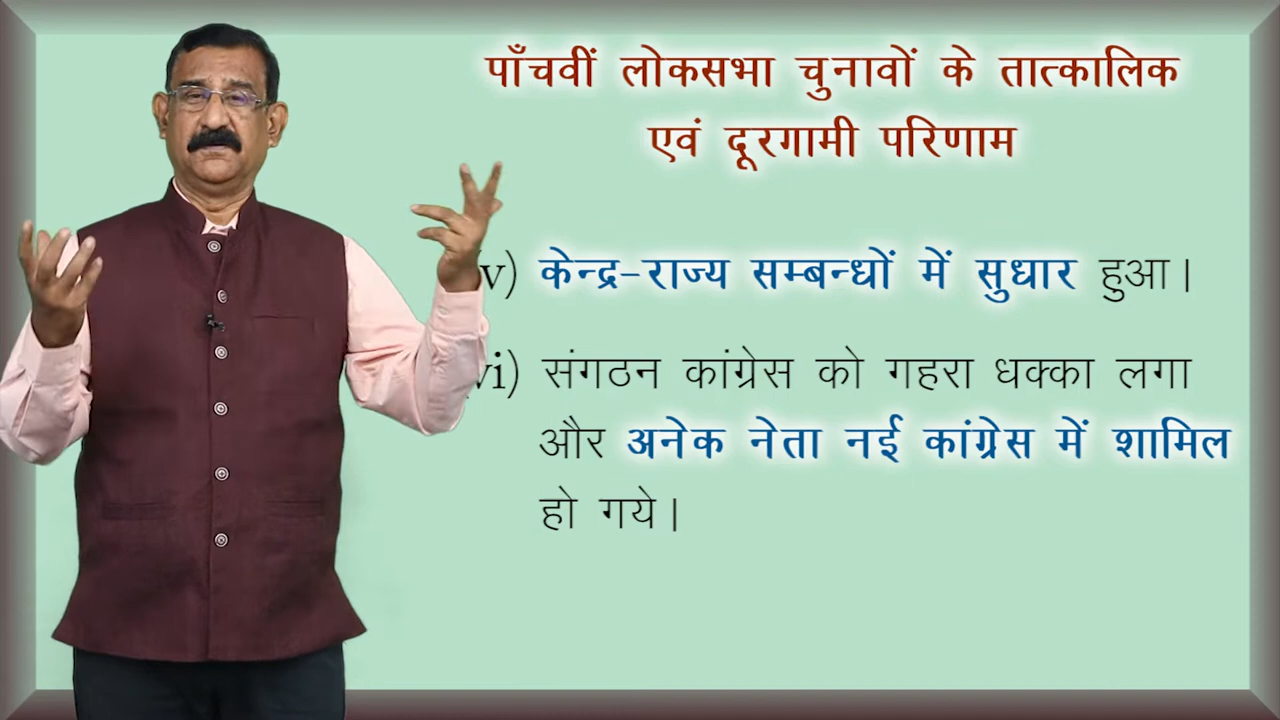 पाँचवीं लोकसभा चुनावों के तात्कालिक
एवं दूरगामी परिणाम
v) केन्द्र-राज्य सम्बन्धों में सुधार हुआ।
vi) संगठन कांग्रेस को गहरा धक्का लगा
और अनेक नेता नई कांग्रेस में शामिल
हो गये।